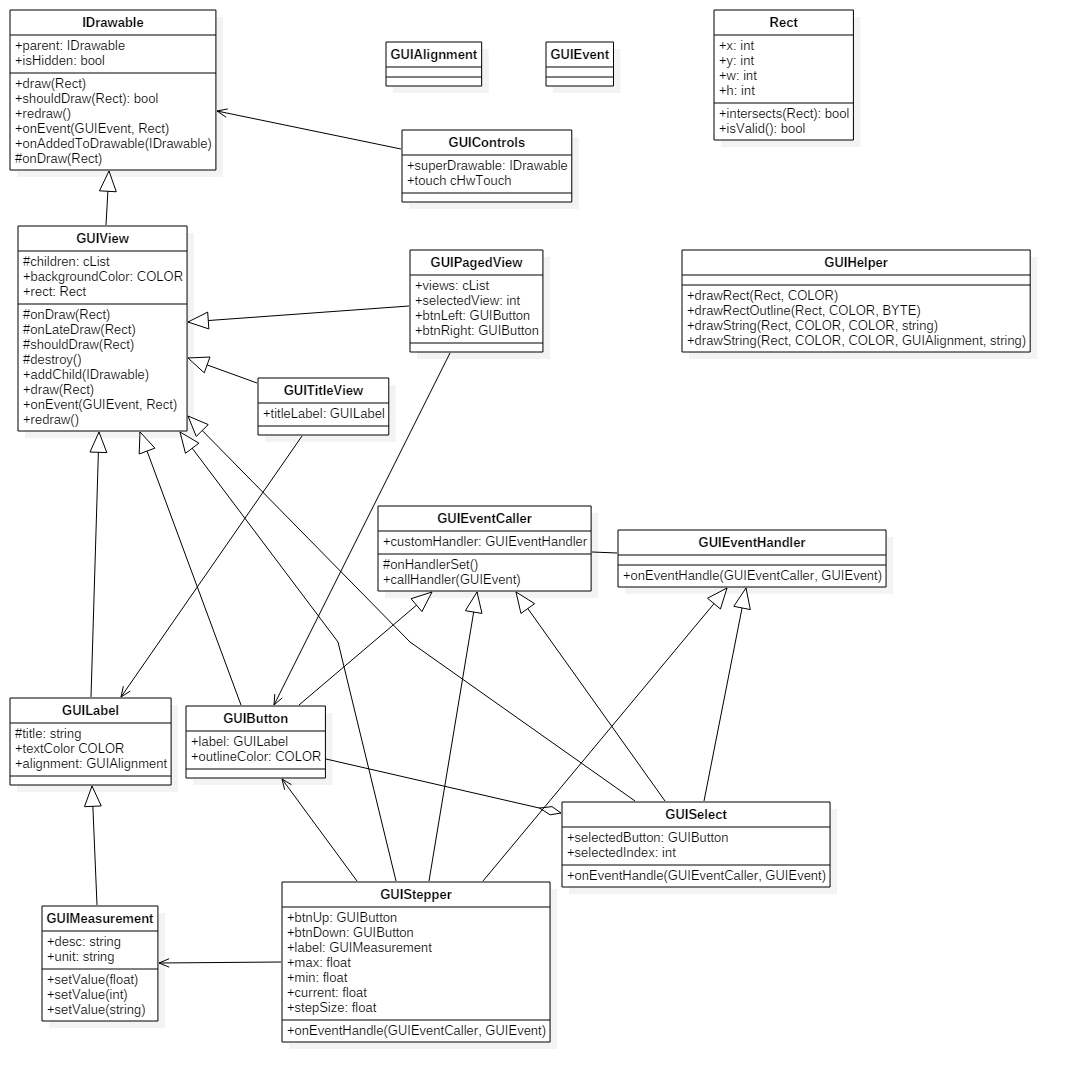 IDrawable
+parent: IDrawable
+isHidden: bool
+draw(Rect)
+shouldDraw(Rect): bool
+redraw()
+onEvent(GUIEvent, Rect)
+onAddedToDrawable(IDrawable)
#onDraw(Rect)
GUIAlignment
GUIEvent
Rect
+x: int
+y: int
+w: int
+h: int
+intersects(Rect): bool
+isValid(): bool
GUIControls
+superDrawable: IDrawable
+touch cHwTouch
GUIView
#children: cList
+backgroundColor: COLOR
+rect: Rect
#onDraw(Rect)
#onLateDraw(Rect)
#shouldDraw(Rect)
#destroy()
+addChild(IDrawable)
+draw(Rect)
+onEvent(GUIEvent, Rect)
+redraw()
GUIPagedView
+views: cList
+selectedView: int
+btnLeft: GUIButton
+btnRight: GUIButton
GUIHelper
+drawRect(Rect, COLOR)
+drawRectOutline(Rect, COLOR, BYTE)
+drawString(Rect, COLOR, COLOR, string)
+drawString(Rect, COLOR, COLOR, GUIAlignment, string)
GUITitleView
+titleLabel: GUILabel
GUIEventCaller
+customHandler: GUIEventHandler
#onHandlerSet()
+callHandler(GUIEvent)
GUIEventHandler
+onEventHandle(GUIEventCaller, GUIEvent)
GUILabel
#title: string
+textColor COLOR
+alignment: GUIAlignment
GUIButton
+label: GUILabel
+outlineColor: COLOR
GUISelect
+selectedButton: GUIButton
+selectedIndex: int
+onEventHandle(GUIEventCaller, GUIEvent)
GUIMeasurement
+desc: string
+unit: string
+setValue(float)
+setValue(int)
+setValue(string)
GUIStepper
+btnUp: GUIButton
+btnDown: GUIButton
+label: GUIMeasurement
+max: float
+min: float
+current: float
+stepSize: float
+onEventHandle(GUIEventCaller, GUIEvent)